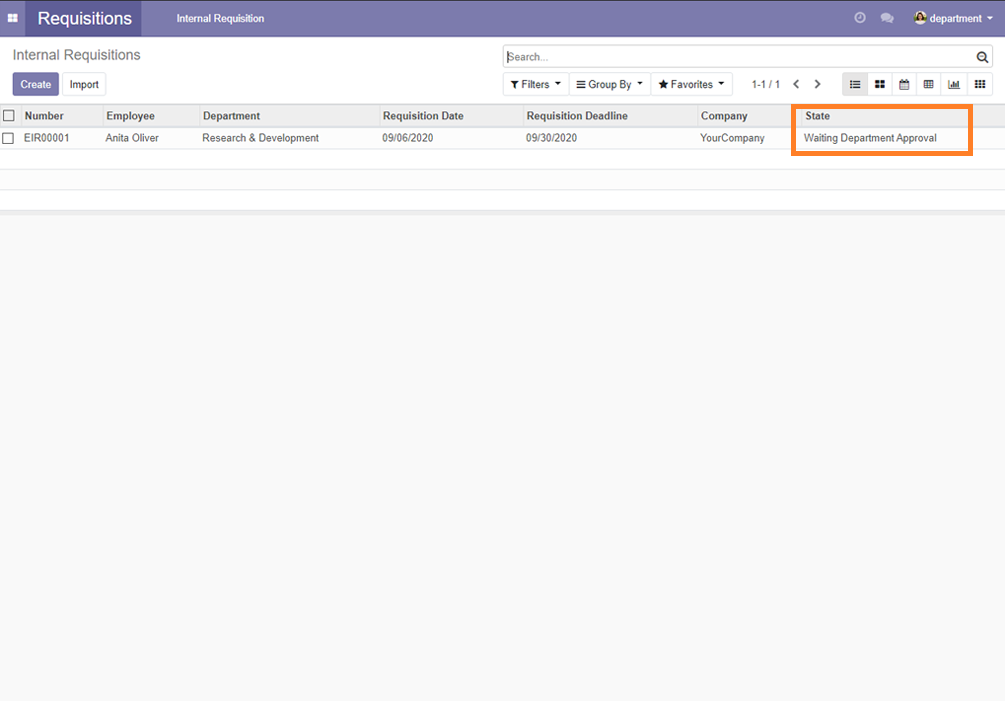 Requisitions Internal Requisition department
Internal Requisitions
Search...
Create Import Filters Group By Favorites 1-1 / 1
Number Employee Department Requisition Date Requisition Deadline Company State
EIR00001 Anita Oliver Research & Development 09/06/2020 09/30/2020 YourCompany Waiting Department Approval